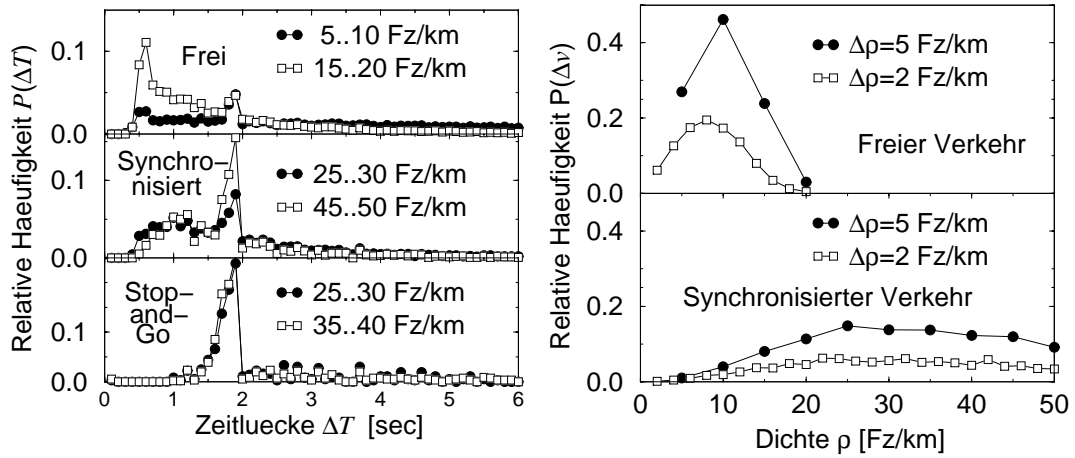 Relative Haeufigkeit P(ΔT)
0.1
0.0
Frei
5..10 Fz/km
15..20 Fz/km
0.1
0.0
Synchro-
nisiert
25..30 Fz/km
45..50 Fz/km
0.1
0.0
Stop-
and-
Go
25..30 Fz/km
35..40 Fz/km
0 1 2 3 4 5 6
Zeitluecke ΔT [sec]
Relative Haeufigkeit P(Δv)
0.4
0.2
0.0
Δρ=5 Fz/km
Δρ=2 Fz/km
Freier Verkehr
0.4
0.2
0.0
Δρ=5 Fz/km
Δρ=2 Fz/km
Synchronisierter Verkehr
0 10 20 30 40 50
Dichte ρ [Fz/km]